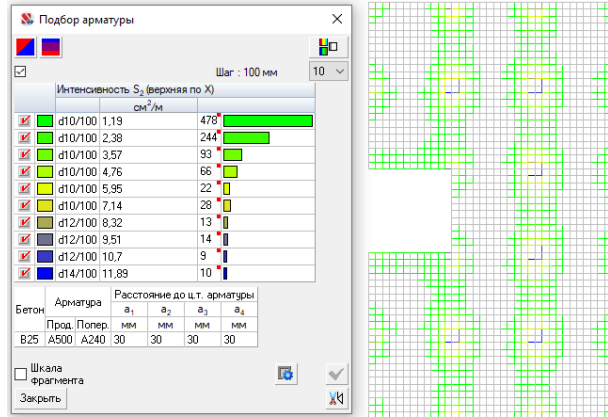 Подбор арматуры
Шаг : 100 мм 10
Интенсивность S2 (верхняя по X)
см²/м
d10/100 1,19 478
d10/100 2,38 244
d10/100 3,57 93
d10/100 4,76 66
d10/100 5,95 22
d10/100 7,14 28
d12/100 8,32 13
d12/100 9,51 14
d12/100 10,7 9
d14/100 11,89 10
Бетон Арматура Расстояние до ц.т. арматуры
a1 a2 a3 a4
Прод. Попер. мм мм мм мм
B25 A500 A240 30 30 30 30
Шкала
фрагмента
Закрыть